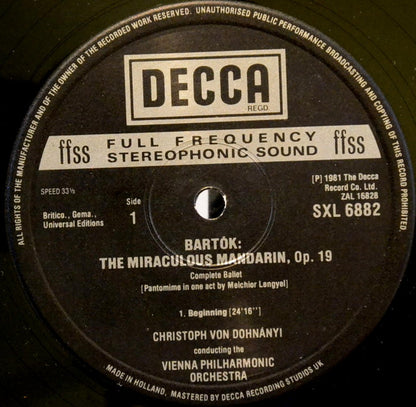 ALL RIGHTS OF THE MANUFACTURER AND OF THE OWNER OF THE RECORDED WORK RESERVED. UNAUTHORISED PUBLIC PERFORMANCE BROADCASTING AND COPYING OF THIS RECORD PROHIBITED
DECCA
REGD.
ffss FULL FREQUENCY ffss
STEREOPHONIC SOUND
SPEED 33⅓
Side
1
[P] 1981 The Decca
Record Co. Ltd.
ZAL 16828
SXL 6882
Britico., Gema.,
Universal Editions
BARTÓK:
THE MIRACULOUS MANDARIN, Op. 19
Complete Ballet
[Pantomime in one act by Melchior Lengyel]
1. Beginning [24'16"]
CHRISTOPH VON DOHNÁNYI
conducting the
VIENNA PHILHARMONIC
ORCHESTRA
MADE IN HOLLAND, MASTERED BY DECCA RECORDING STUDIOS UK